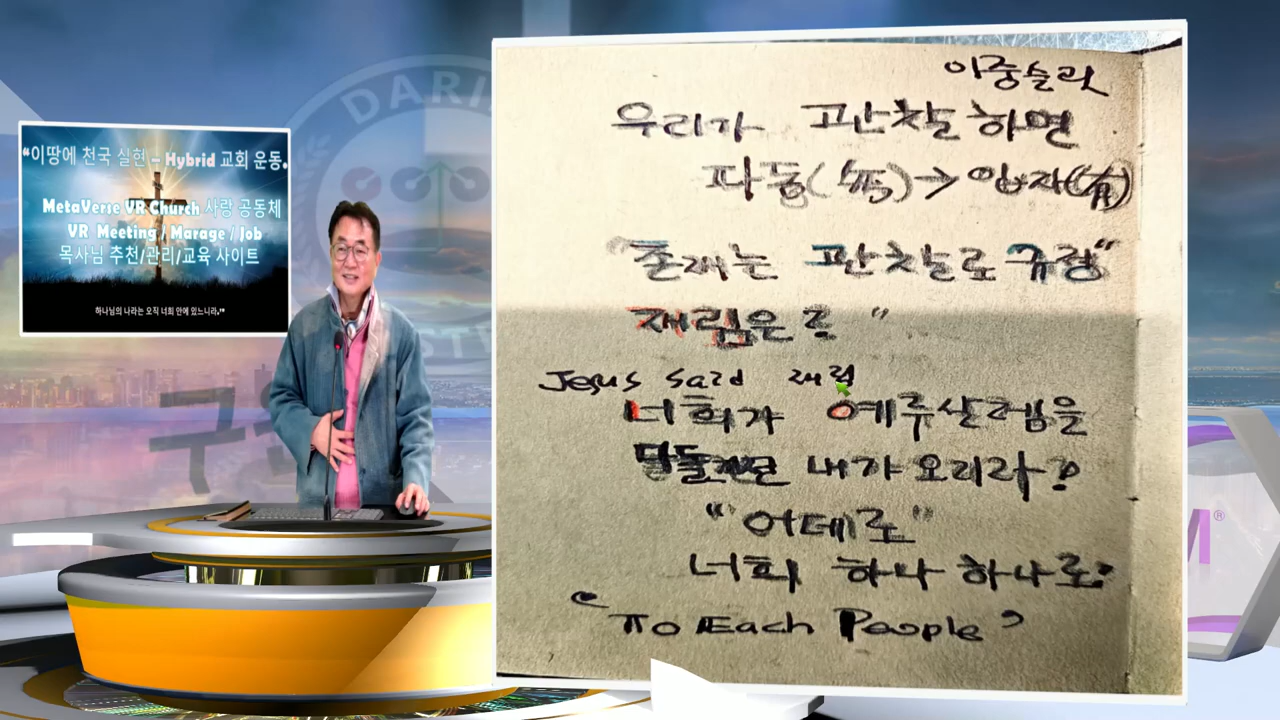 "이땅에 천국 실현 – Hybrid 교회 운동.
MetaVerse VR Church 사랑 공동체
VR Meeting / Marage / Job
목사님 추천/관리/교육 사이트
하나님의 나라는 오직 너희 안에 있느니라."
DARI
이중슬릿
우리가 관찰하면
파동(無)→입자(有)
"존재는 관찰로 규정"
재림은 로 "
Jesus said 재림
너희가 예루살렘을
내가 오리라?
"어데로"
너희 하나 하나로.
"To Each People"
M®